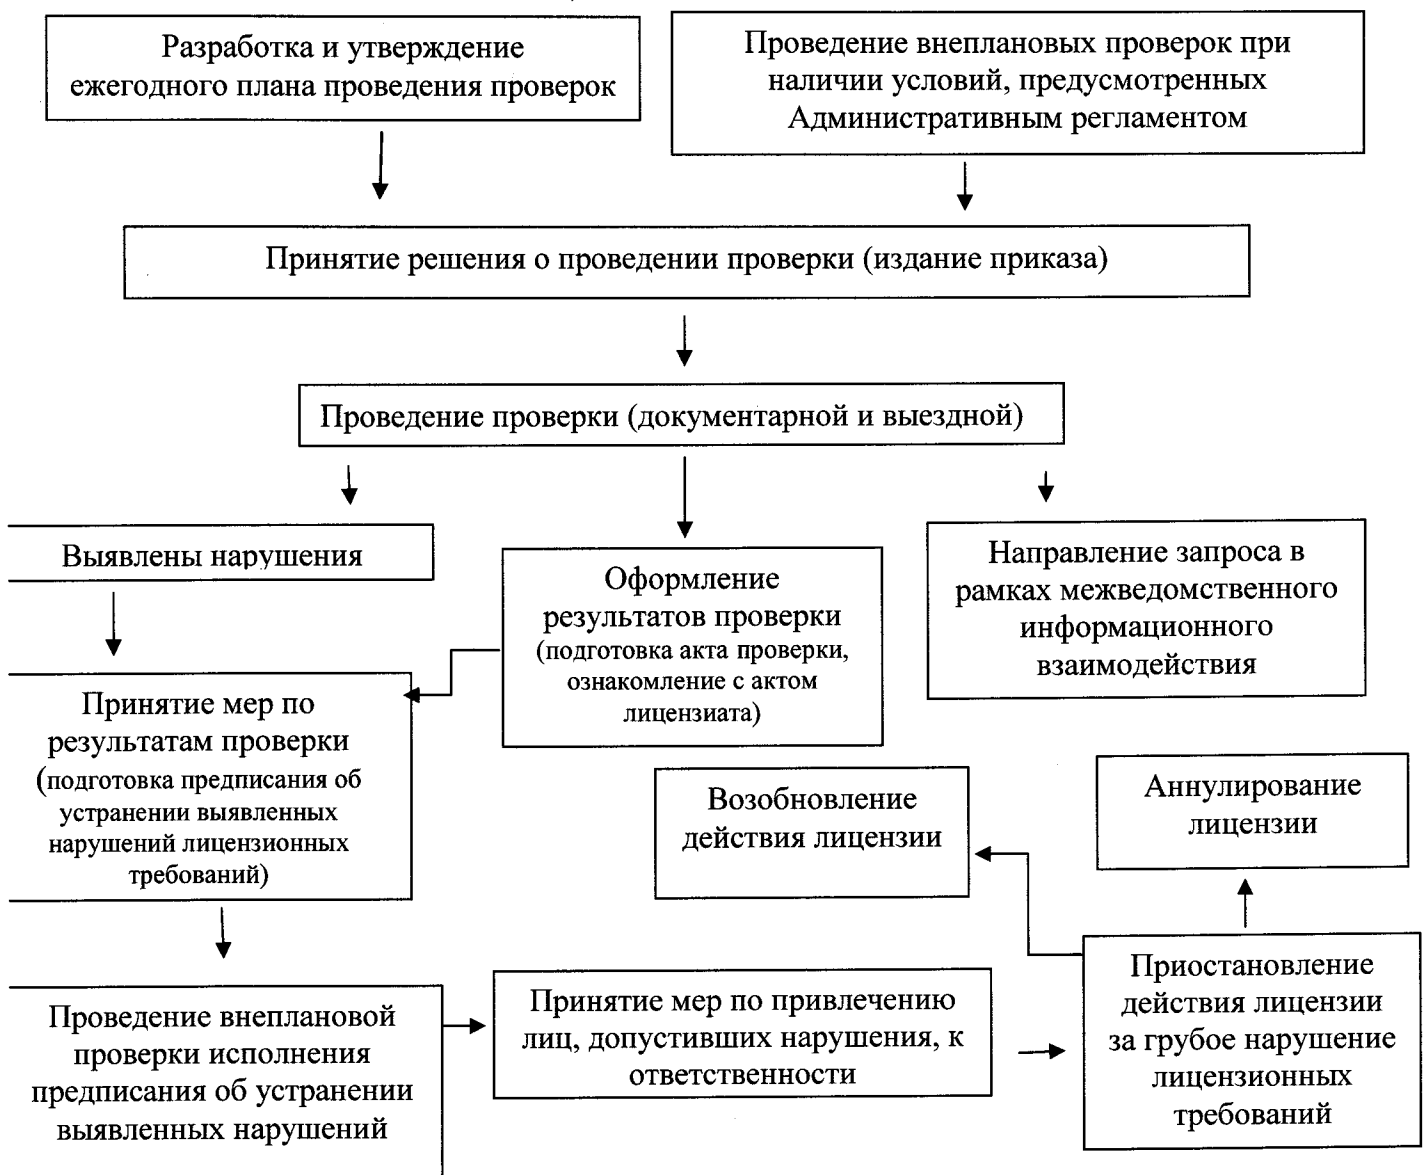 Разработка и утверждение
ежегодного плана проведения проверок
Проведение внеплановых проверок при
наличии условий, предусмотренных
Административным регламентом
Принятие решения о проведении проверки (издание приказа)
Проведение проверки (документарной и выездной)
Выявлены нарушения
Оформление
результатов проверки
(подготовка акта проверки,
ознакомление с актом
лицензиата)
Направление запроса в
рамках межведомственного
информационного
взаимодействия
Принятие мер по
результатам проверки
(подготовка предписания об
устранении выявленных
нарушений лицензионных
требований)
Возобновление
действия лицензии
Аннулирование
лицензии
Проведение внеплановой
проверки исполнения
предписания об устранении
выявленных нарушений
Принятие мер по привлечению
лиц, допустивших нарушения, к
ответственности
Приостановление
действия лицензии
за грубое нарушение
лицензионных
требований